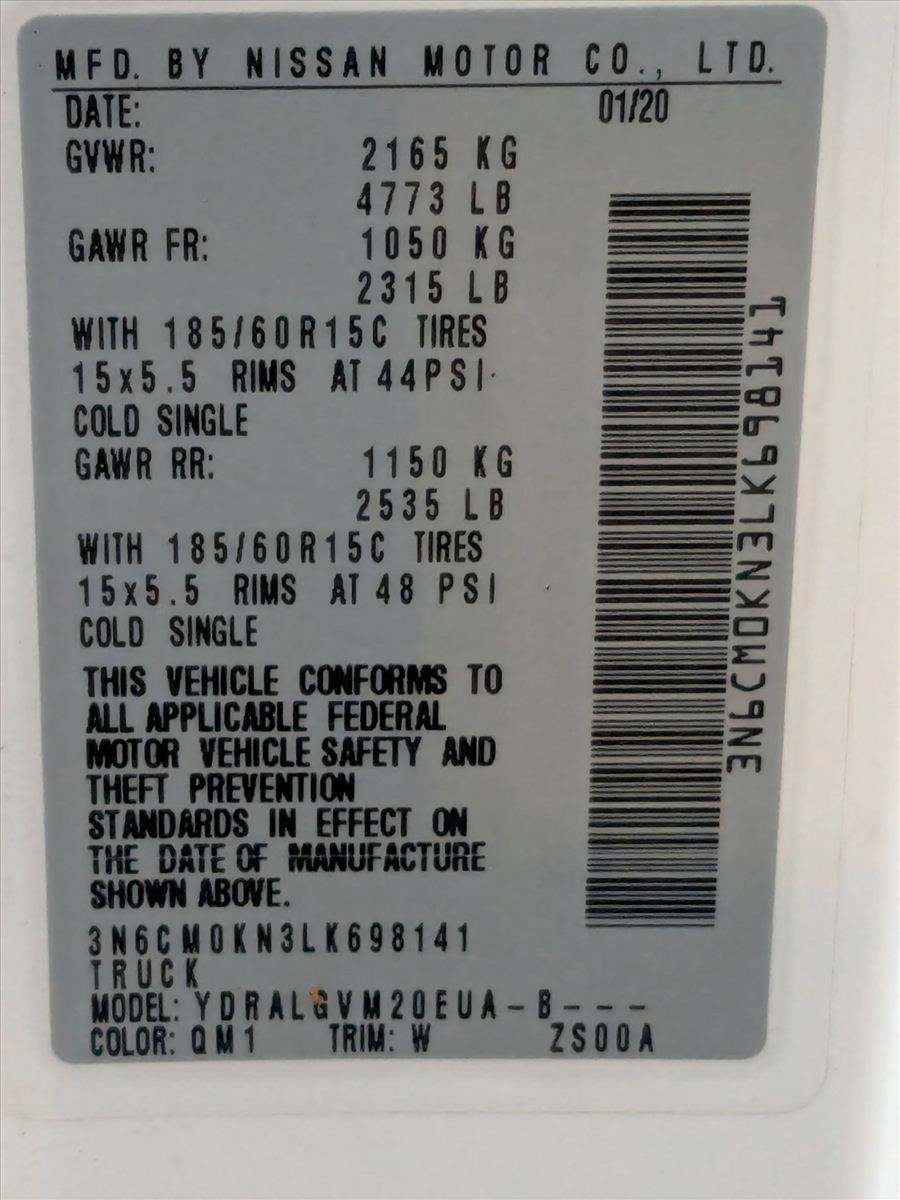 MFD. BY NISSAN MOTOR CO., LTD.
DATE: 01/20
GVWR: 2165 KG
4773 LB
GAWR FR: 1050 KG
2315 LB
WITH 185/60R15C TIRES
15x5.5 RIMS AT 44PSI
COLD SINGLE
GAWR RR: 1150 KG
2535 LB
WITH 185/60R15C TIRES
15x5.5 RIMS AT 48 PSI
COLD SINGLE
THIS VEHICLE CONFORMS TO
ALL APPLICABLE FEDERAL
MOTOR VEHICLE SAFETY AND
THEFT PREVENTION
STANDARDS IN EFFECT ON
THE DATE OF MANUFACTURE
SHOWN ABOVE.
3N6CM0KN3LK698141
TRUCK
MODEL: YDRALGVM20EUA-B---
COLOR: QM1 TRIM: W ZS00A
3N6CM0KN3LK698141